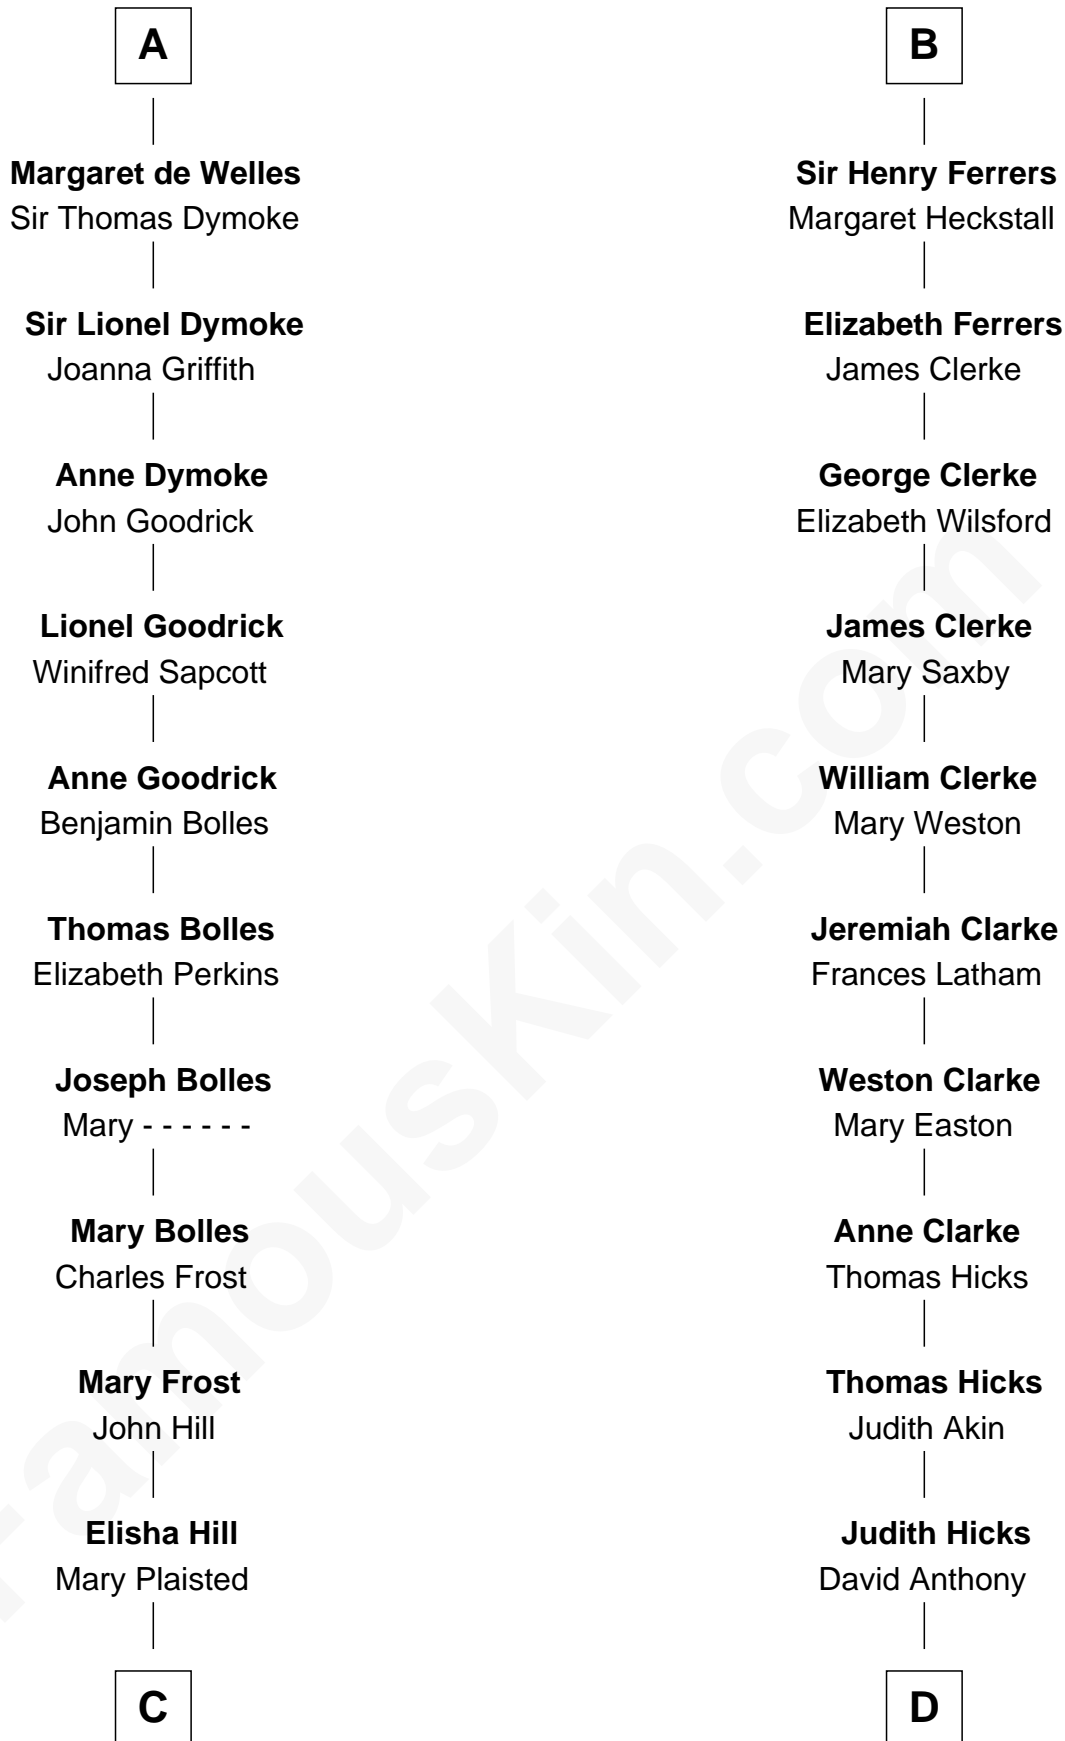 A
Margaret de Welles
Sir Thomas Dymoke
Sir Lionel Dymoke
Joanna Griffith
Anne Dymoke
John Goodrick
Lionel Goodrick
Winifred Sapcott
Anne Goodrick
Benjamin Bolles
Thomas Bolles
Elizabeth Perkins
Joseph Bolles
Mary - - - - - -
Mary Bolles
Charles Frost
Mary Frost
John Hill
Elisha Hill
Mary Plaisted
C
B
Sir Henry Ferrers
Margaret Heckstall
Elizabeth Ferrers
James Clerke
George Clerke
Elizabeth Wilsford
James Clerke
Mary Saxby
William Clerke
Mary Weston
Jeremiah Clarke
Frances Latham
Weston Clarke
Mary Easton
Anne Clarke
Thomas Hicks
Thomas Hicks
Judith Akin
Judith Hicks
David Anthony
D
FamousKin.com